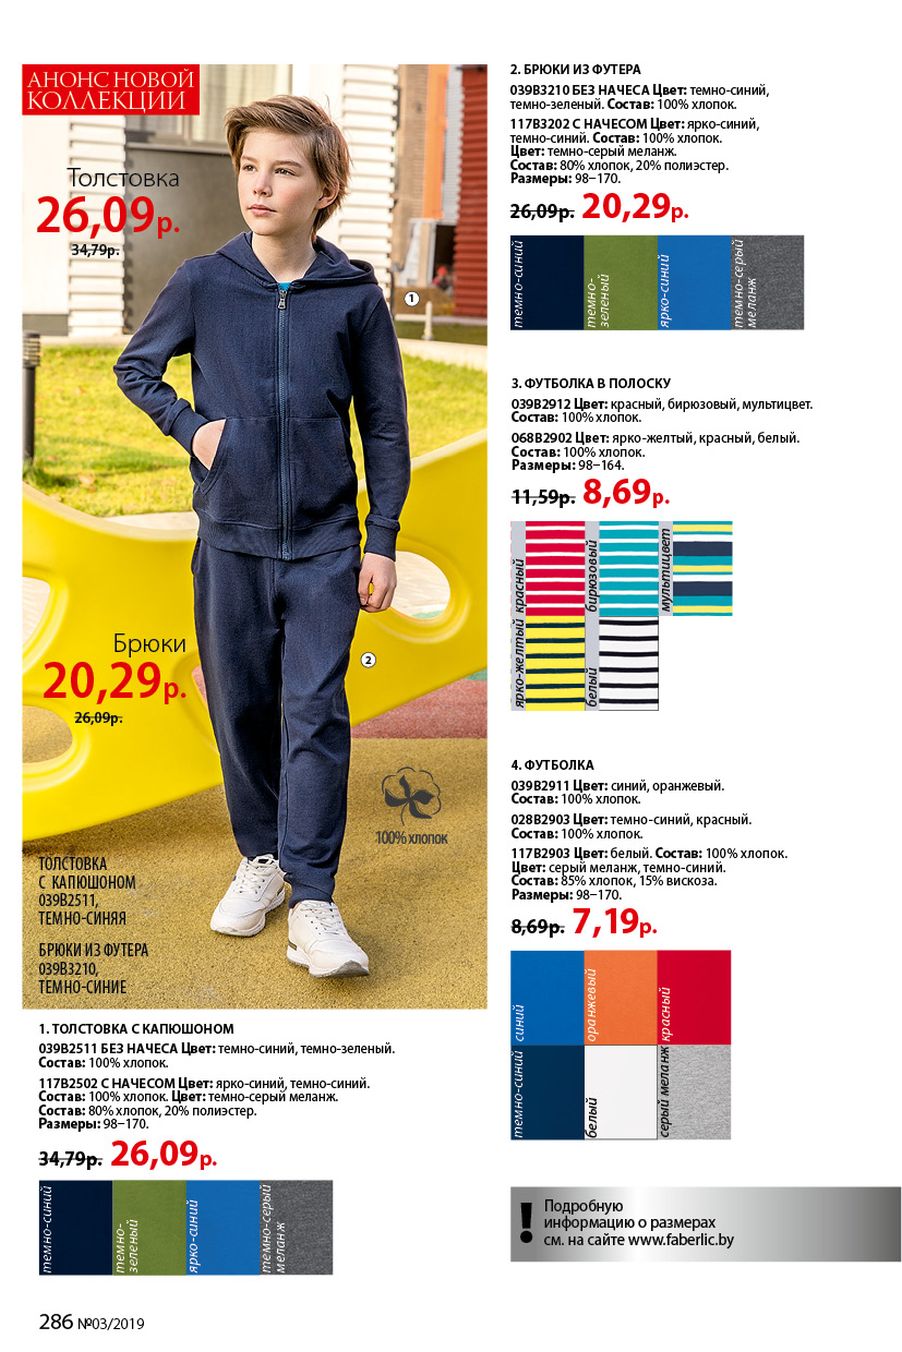 АНОНС НОВОЙ
КОЛЛЕКЦИИ
Толстовка
26,09р.
34,79р.
1
Брюки
20,29р.
26,09р.
2
100% хлопок
ТОЛСТОВКА
С КАПЮШОНОМ
039B2511,
ТЕМНО-СИНЯЯ
БРЮКИ ИЗ ФУТЕРА
039B3210,
ТЕМНО-СИНИЕ
1. ТОЛСТОВКА С КАПЮШОНОМ
039B2511 БЕЗ НАЧЕСА Цвет: темно-синий, темно-зеленый.
Состав: 100% хлопок.
117B2502 С НАЧЕСОМ Цвет: ярко-синий, темно-синий.
Состав: 100% хлопок. Цвет: темно-серый меланж.
Состав: 80% хлопок, 20% полиэстер.
Размеры: 98–170.
34,79р. 26,09р.
темно-синий
темно-
зеленый
ярко-синий
темно-серый
меланж
2. БРЮКИ ИЗ ФУТЕРА
039B3210 БЕЗ НАЧЕСА Цвет: темно-синий,
темно-зеленый. Состав: 100% хлопок.
117B3202 С НАЧЕСОМ Цвет: ярко-синий,
темно-синий. Состав: 100% хлопок.
Цвет: темно-серый меланж.
Состав: 80% хлопок, 20% полиэстер.
Размеры: 98–170.
26,09р. 20,29р.
темно-синий
темно-
зеленый
ярко-синий
темно-серый
меланж
3. ФУТБОЛКА В ПОЛОСКУ
039B2912 Цвет: красный, бирюзовый, мультицвет.
Состав: 100% хлопок.
068B2902 Цвет: ярко-желтый, красный, белый.
Состав: 100% хлопок.
Размеры: 98–164.
11,59р. 8,69р.
красный
бирюзовый
мультицвет
ярко-желтый
белый
4. ФУТБОЛКА
039B2911 Цвет: синий, оранжевый.
Состав: 100% хлопок.
028B2903 Цвет: темно-синий, красный.
Состав: 100% хлопок.
117B2903 Цвет: белый. Состав: 100% хлопок.
Цвет: серый меланж, темно-синий.
Состав: 85% хлопок, 15% вискоза.
Размеры: 98–170.
8,69р. 7,19р.
синий
оранжевый
красный
темно-синий
белый
серый меланж
! Подробную
информацию о размерах
см. на сайте www.faberlic.by
286 №03/2019